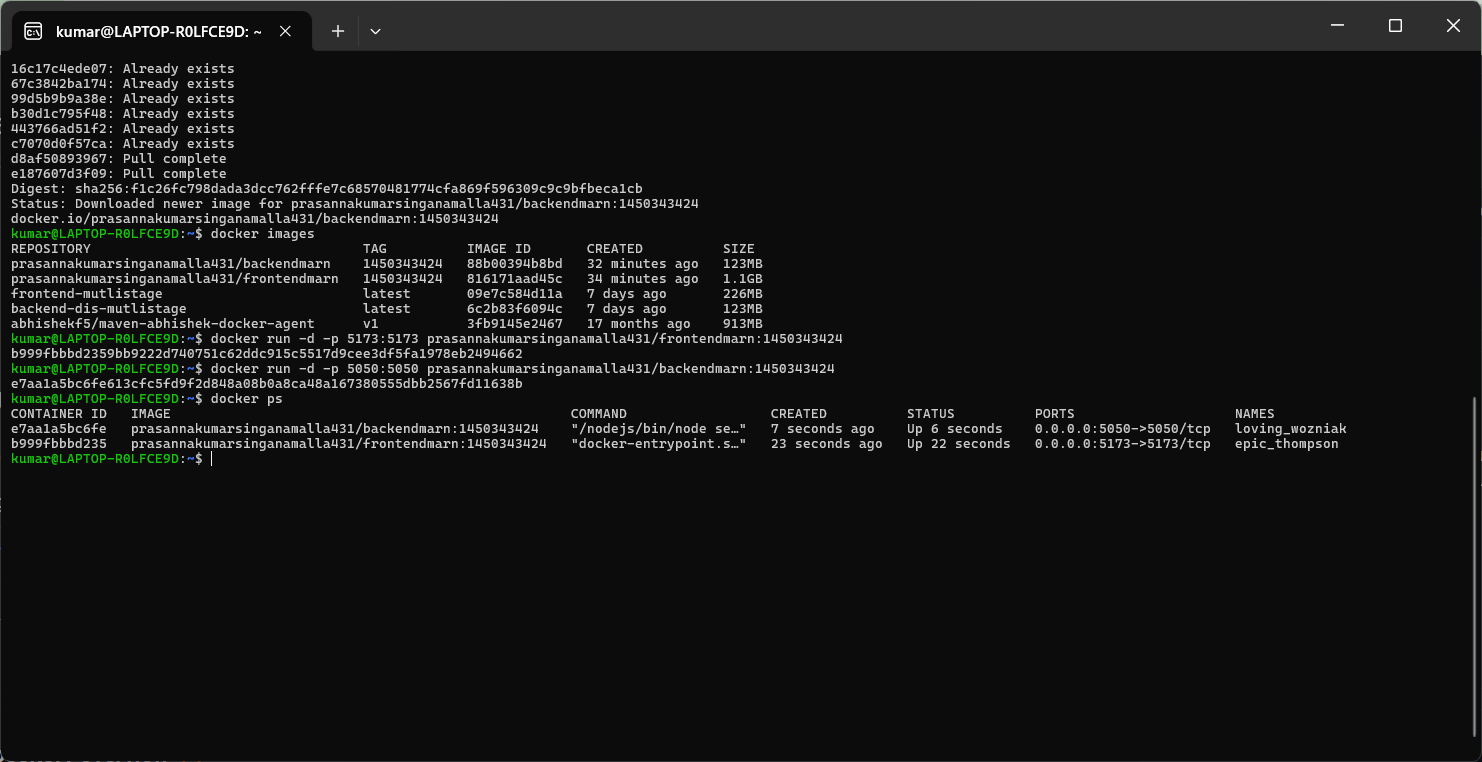 kumar@LAPTOP-R0LFCE9D: ~
16c17c4ede07: Already exists
67c3842ba174: Already exists
99d5b9b9a38e: Already exists
b30d1c795f48: Already exists
443766ad51f2: Already exists
c7070d0f57ca: Already exists
d8af50893967: Pull complete
e187607d3f09: Pull complete
Digest: sha256:f1c26fc798dada3dcc762fffe7c68570481774cfa869f596309c9c9bfbeca1cb
Status: Downloaded newer image for prasannakumarsinganamalla431/backendmarn:1450343424
docker.io/prasannakumarsinganamalla431/backendmarn:1450343424
kumar@LAPTOP-R0LFCE9D:~$ docker images
REPOSITORY TAG IMAGE ID CREATED SIZE
prasannakumarsinganamalla431/backendmarn 1450343424 88b00394b8bd 32 minutes ago 123MB
prasannakumarsinganamalla431/frontendmarn 1450343424 816171aad45c 34 minutes ago 1.1GB
frontend-mutlistage latest 09e7c584d11a 7 days ago 226MB
backend-dis-mutlistage latest 6c2b83f6094c 7 days ago 123MB
abhishekf5/maven-abhishek-docker-agent v1 3fb9145e2467 17 months ago 913MB
kumar@LAPTOP-R0LFCE9D:~$ docker run -d -p 5173:5173 prasannakumarsinganamalla431/frontendmarn:1450343424
b999fbbbd2359bb9222d740751c62ddc915c5517d9cee3df5fa1978eb2494662
kumar@LAPTOP-R0LFCE9D:~$ docker run -d -p 5050:5050 prasannakumarsinganamalla431/backendmarn:1450343424
e7aa1a5bc6fe613cfc5fd9f2d848a08b0a8ca48a167380555dbb2567fd11638b
kumar@LAPTOP-R0LFCE9D:~$ docker ps
CONTAINER ID IMAGE COMMAND CREATED STATUS PORTS NAMES
e7aa1a5bc6fe prasannakumarsinganamalla431/backendmarn:1450343424 "/nodejs/bin/node se…" 7 seconds ago Up 6 seconds 0.0.0.0:5050->5050/tcp loving_wozniak
b999fbbbd235 prasannakumarsinganamalla431/frontendmarn:1450343424 "docker-entrypoint.s…" 23 seconds ago Up 22 seconds 0.0.0.0:5173->5173/tcp epic_thompson
kumar@LAPTOP-R0LFCE9D:~$